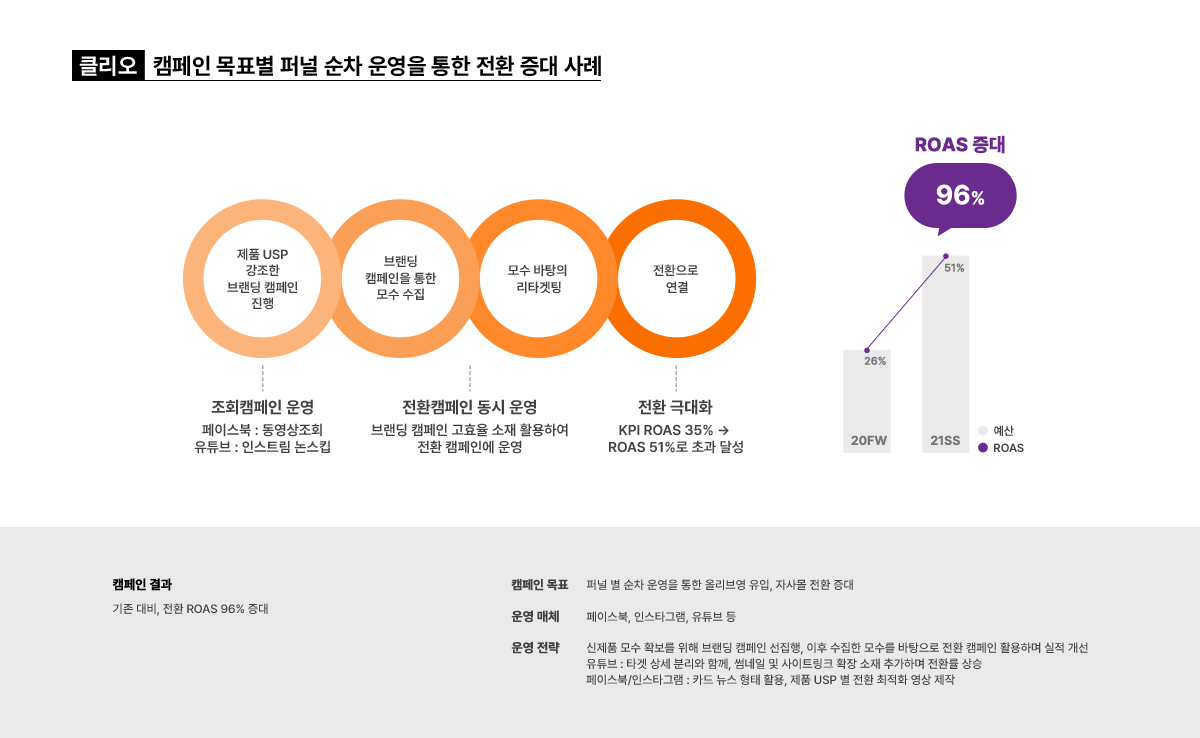 클리오 캠페인 목표별 퍼널 순차 운영을 통한 전환 증대 사례
제품 USP
강조한
브랜딩 캠페인
진행
브랜딩
캠페인을 통한
모수 수집
모수 바탕의
리타겟팅
전환으로
연결
조회캠페인 운영
페이스북 : 동영상조회
유튜브 : 인스트림 논스킵
전환캠페인 동시 운영
브랜딩 캠페인 고효율 소재 활용하여
전환 캠페인에 운영
전환 극대화
KPI ROAS 35% →
ROAS 51%로 초과 달성
ROAS 증대
96%
51%
26%
20FW
21SS
예산
ROAS
캠페인 결과
기존 대비, 전환 ROAS 96% 증대
캠페인 목표 퍼널 별 순차 운영을 통한 올리브영 유입, 자사몰 전환 증대
운영 매체 페이스북, 인스타그램, 유튜브 등
운영 전략 신제품 모수 확보를 위해 브랜딩 캠페인 선집행, 이후 수집한 모수를 바탕으로 전환 캠페인 활용하며 실적 개선
유튜브 : 타겟 상세 분리와 함께, 썸네일 및 사이트링크 확장 소재 추가하며 전환률 상승
페이스북/인스타그램 : 카드 뉴스 형태 활용, 제품 USP 별 전환 최적화 영상 제작